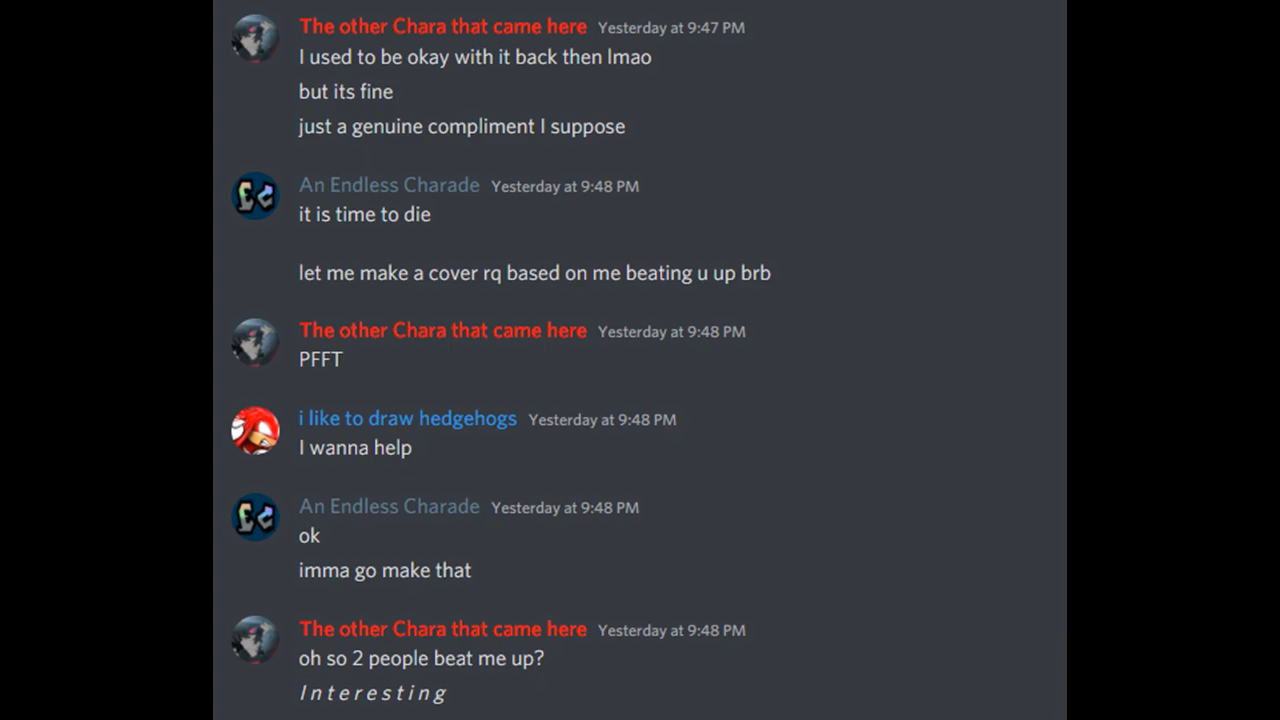 The other Chara that came here Yesterday at 9:47 PM
I used to be okay with it back then lmao
but its fine
just a genuine compliment I suppose
An Endless Charade Yesterday at 9:48 PM
it is time to die
let me make a cover rq based on me beating u up brb
The other Chara that came here Yesterday at 9:48 PM
PFFT
i like to draw hedgehogs Yesterday at 9:48 PM
I wanna help
An Endless Charade Yesterday at 9:48 PM
ok
imma go make that
The other Chara that came here Yesterday at 9:48 PM
oh so 2 people beat me up?
I n t e r e s t i n g